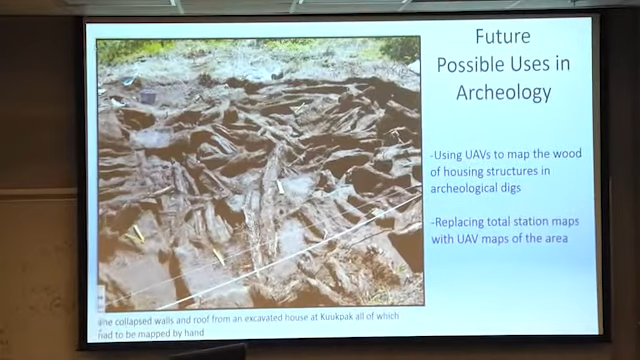 Future
Possible Uses in
Archeology
-Using UAVs to map the wood
of housing structures in
archeological digs
-Replacing total station maps
with UAV maps of the area
collapsed walls and roof from an excavated house at Kuukpak all of which
had to be mapped by hand